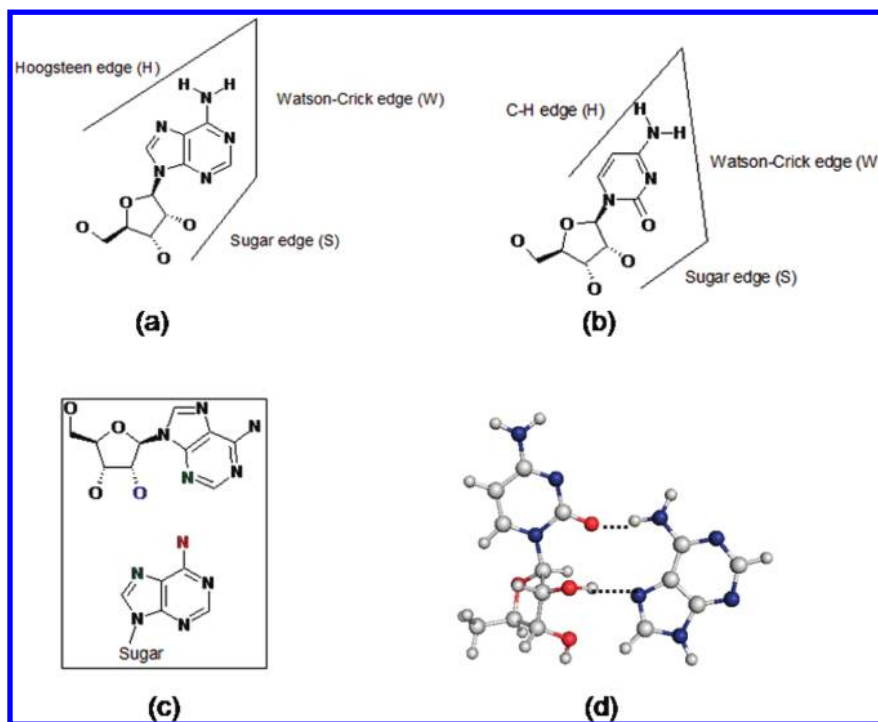 Hoogsteen edge (H)
H
H
N
Watson-Crick edge (W)
N
N
N
N
O
O
O
O
Sugar edge (S)
(a)
C-H edge (H)
H
N
H
Watson-Crick edge (W
N
N
O
O
O
O
O
Sugar edge (S)
(b)
O
O
N
N
N
N
N
O
O
N
N
N
N
N
Sugar
(c)
(d)